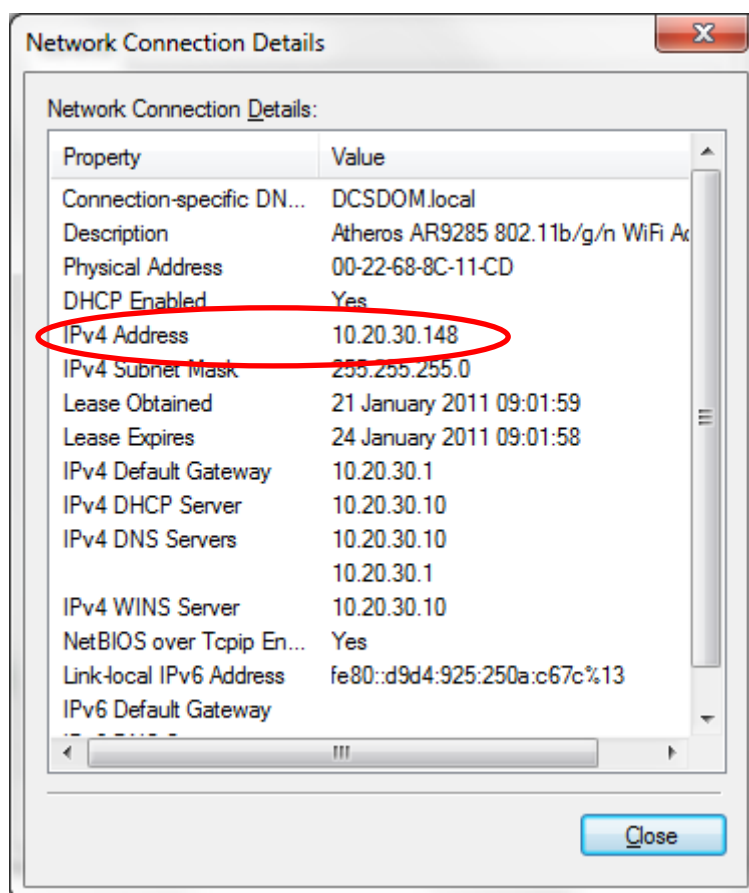 Network Connection Details
Network Connection Details:
Property Value
Connection-specific DN... DCSDOM.local
Description Atheros AR9285 802.11b/g/n WiFi
Physical Address 00-22-68-8C-11-CD
DHCP Enabled Yes
IPv4 Address 10.20.30.148
IPv4 Subnet Mask 255.255.255.0
Lease Obtained 21 January 2011 09:01:59
Lease Expires 24 January 2011 09:01:58
IPv4 Default Gateway 10.20.30.1
IPv4 DHCP Server 10.20.30.10
IPv4 DNS Servers 10.20.30.10
10.20.30.1
IPv4 WINS Server 10.20.30.10
NetBIOS over Tcpip En... Yes
Link-local IPv6 Address fe80::d9d4:925:250a:c67c%13
IPv6 Default Gateway
Close